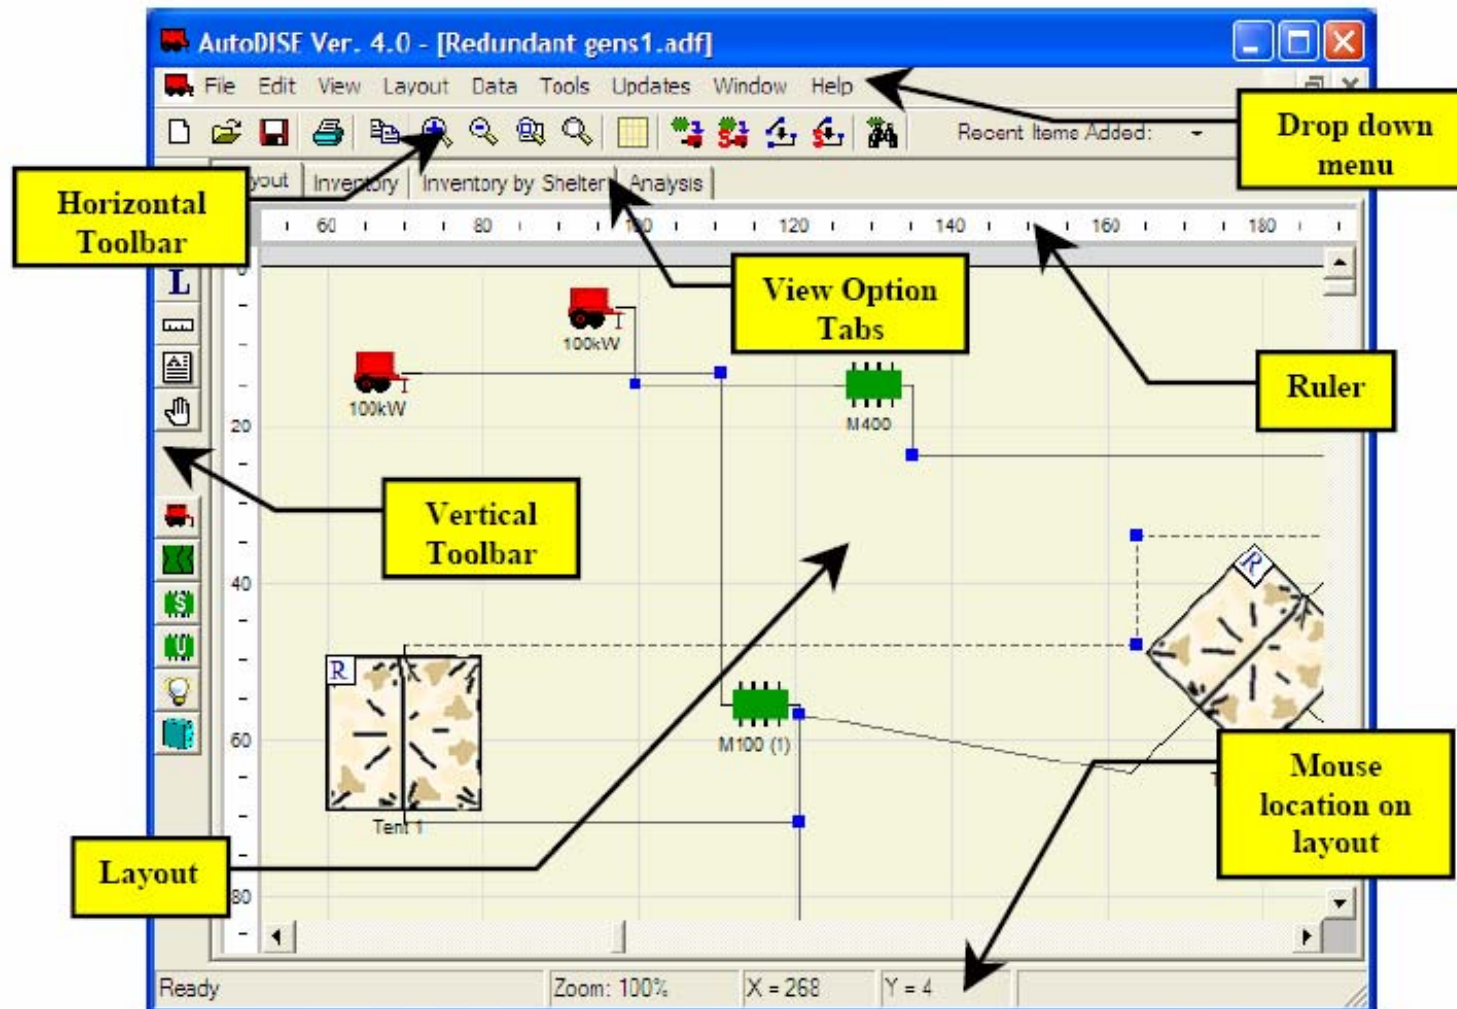 AutoDISE Ver. 4.0 - [Redundant gens1.adf]
File Edit View Layout Data Tools Updates Window Help
Drop down
menu
Recent Items Added:
yout Inventory Inventory by Shelter Analysis
Horizontal
Toolbar
60 80 100 120 140 160 180
0
L
View Option
Tabs
100kW
100kW
M400
Ruler
20
Vertical
Toolbar
R
S
40
U
R
M100 (1)
60
Tent 1
T
Mouse
location on
layout
Layout
80
Ready Zoom: 100% X = 268 Y = 4